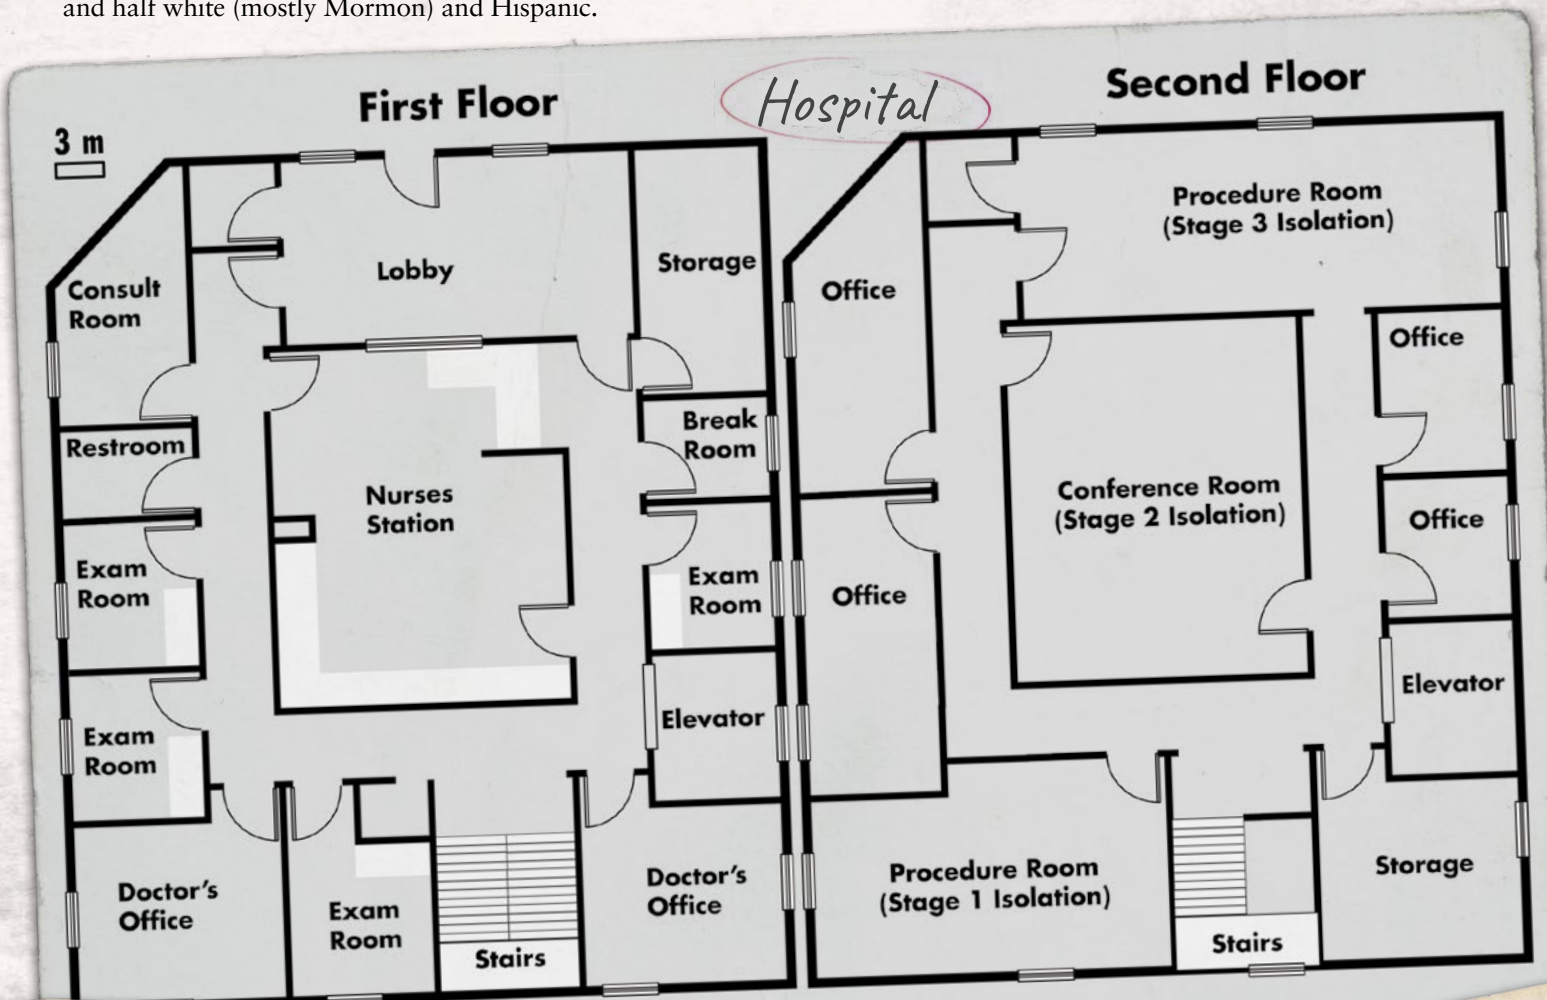 and half white (mostly Mormon) and Hispanic.
First Floor
Hospital
Second Floor
3 m
Consult
Room
Lobby
Storage
Restroom
Nurses
Station
Break
Room
Exam
Room
Exam
Room
Exam
Room
Elevator
Doctor's
Office
Exam
Room
Stairs
Doctor's
Office
Office
Procedure Room
(Stage 3 Isolation)
Office
Conference Room
(Stage 2 Isolation)
Office
Office
Elevator
Procedure Room
(Stage 1 Isolation)
Stairs
Storage